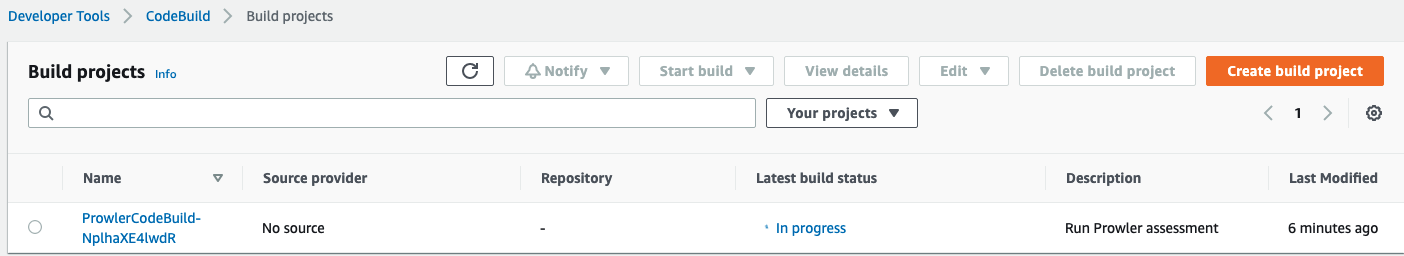 Developer Tools > CodeBuild > Build projects
Build projects Info Notify Start build View details Edit Delete build project Create build project
Your projects 1
Name Source provider Repository Latest build status Description Last Modified
ProwlerCodeBuild-
NplhaXE4lwdR No source - In progress Run Prowler assessment 6 minutes ago